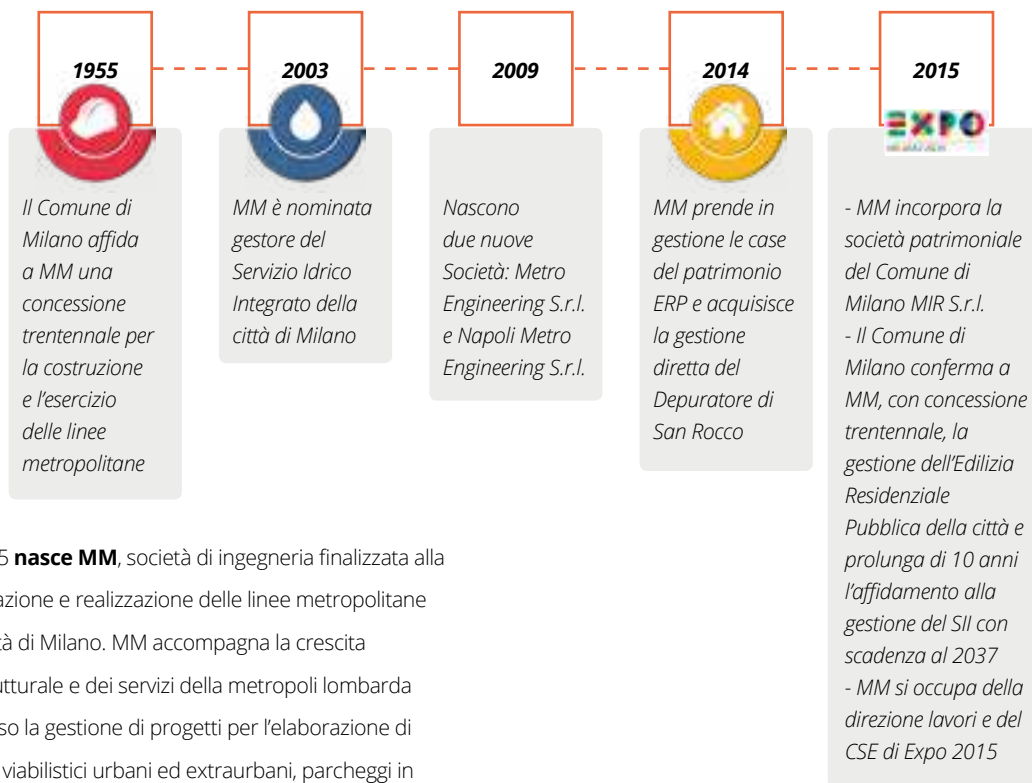 1955
2003
2009
2014
2015
EXPO
Il Comune di
Milano affida
a MM una
concessione
trentennale per
la costruzione
e l'esercizio
delle linee
metropolitane
MM è nominata
gestore del
Servizio Idrico
Integrato della
città di Milano
Nascono
due nuove
Società: Metro
Engineering S.r.l.
e Napoli Metro
Engineering S.r.l.
MM prende in
gestione le case
del patrimonio
ERP e acquisisce
la gestione
diretta del
Depuratore di
San Rocco
- MM incorpora la
società patrimoniale
del Comune di
Milano MIR S.r.l.
- Il Comune di
Milano conferma a
MM, con concessione
trentennale, la
gestione dell'Edilizia
Residenziale
Pubblica della città e
prolunga di 10 anni
l'affidamento alla
gestione del SII con
scadenza al 2037
- MM si occupa della
direzione lavori e del
CSE di Expo 2015
5 nasce MM, società di ingegneria finalizzata alla
azione e realizzazione delle linee metropolitane
tà di Milano. MM accompagna la crescita
utturale e dei servizi della metropoli lombarda
so la gestione di progetti per l'elaborazione di
viabilistici urbani ed extraurbani, parcheggi in